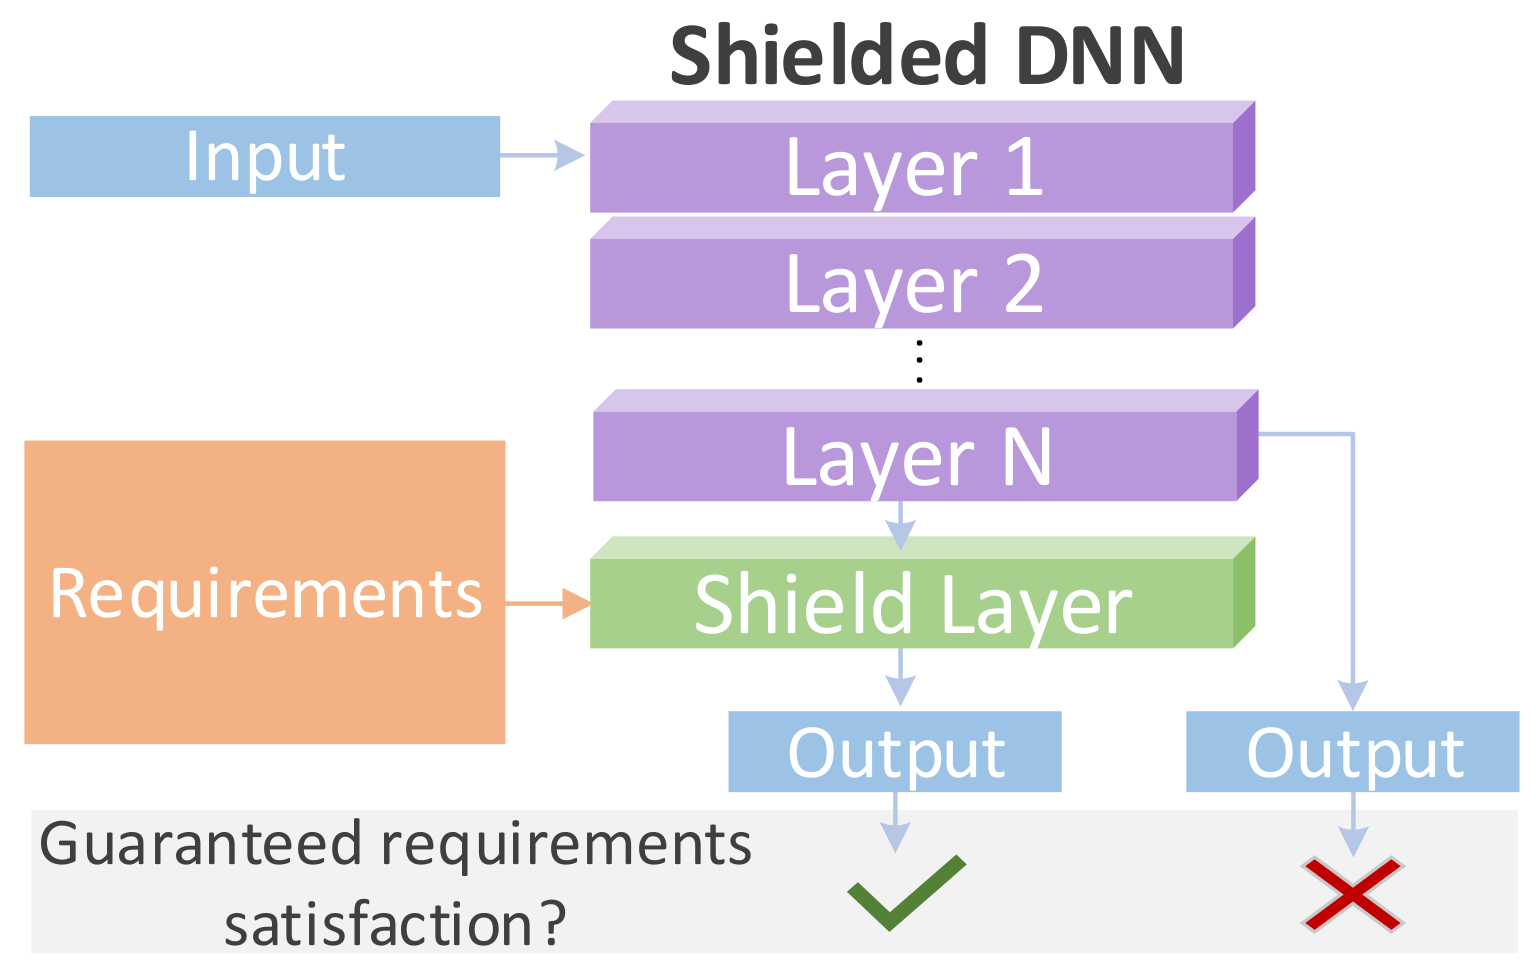 Shielded DNN
Input
Layer 1
Layer 2
⋮
Layer N
Requirements
Shield Layer
Output
Output
Guaranteed requirements
satisfaction?